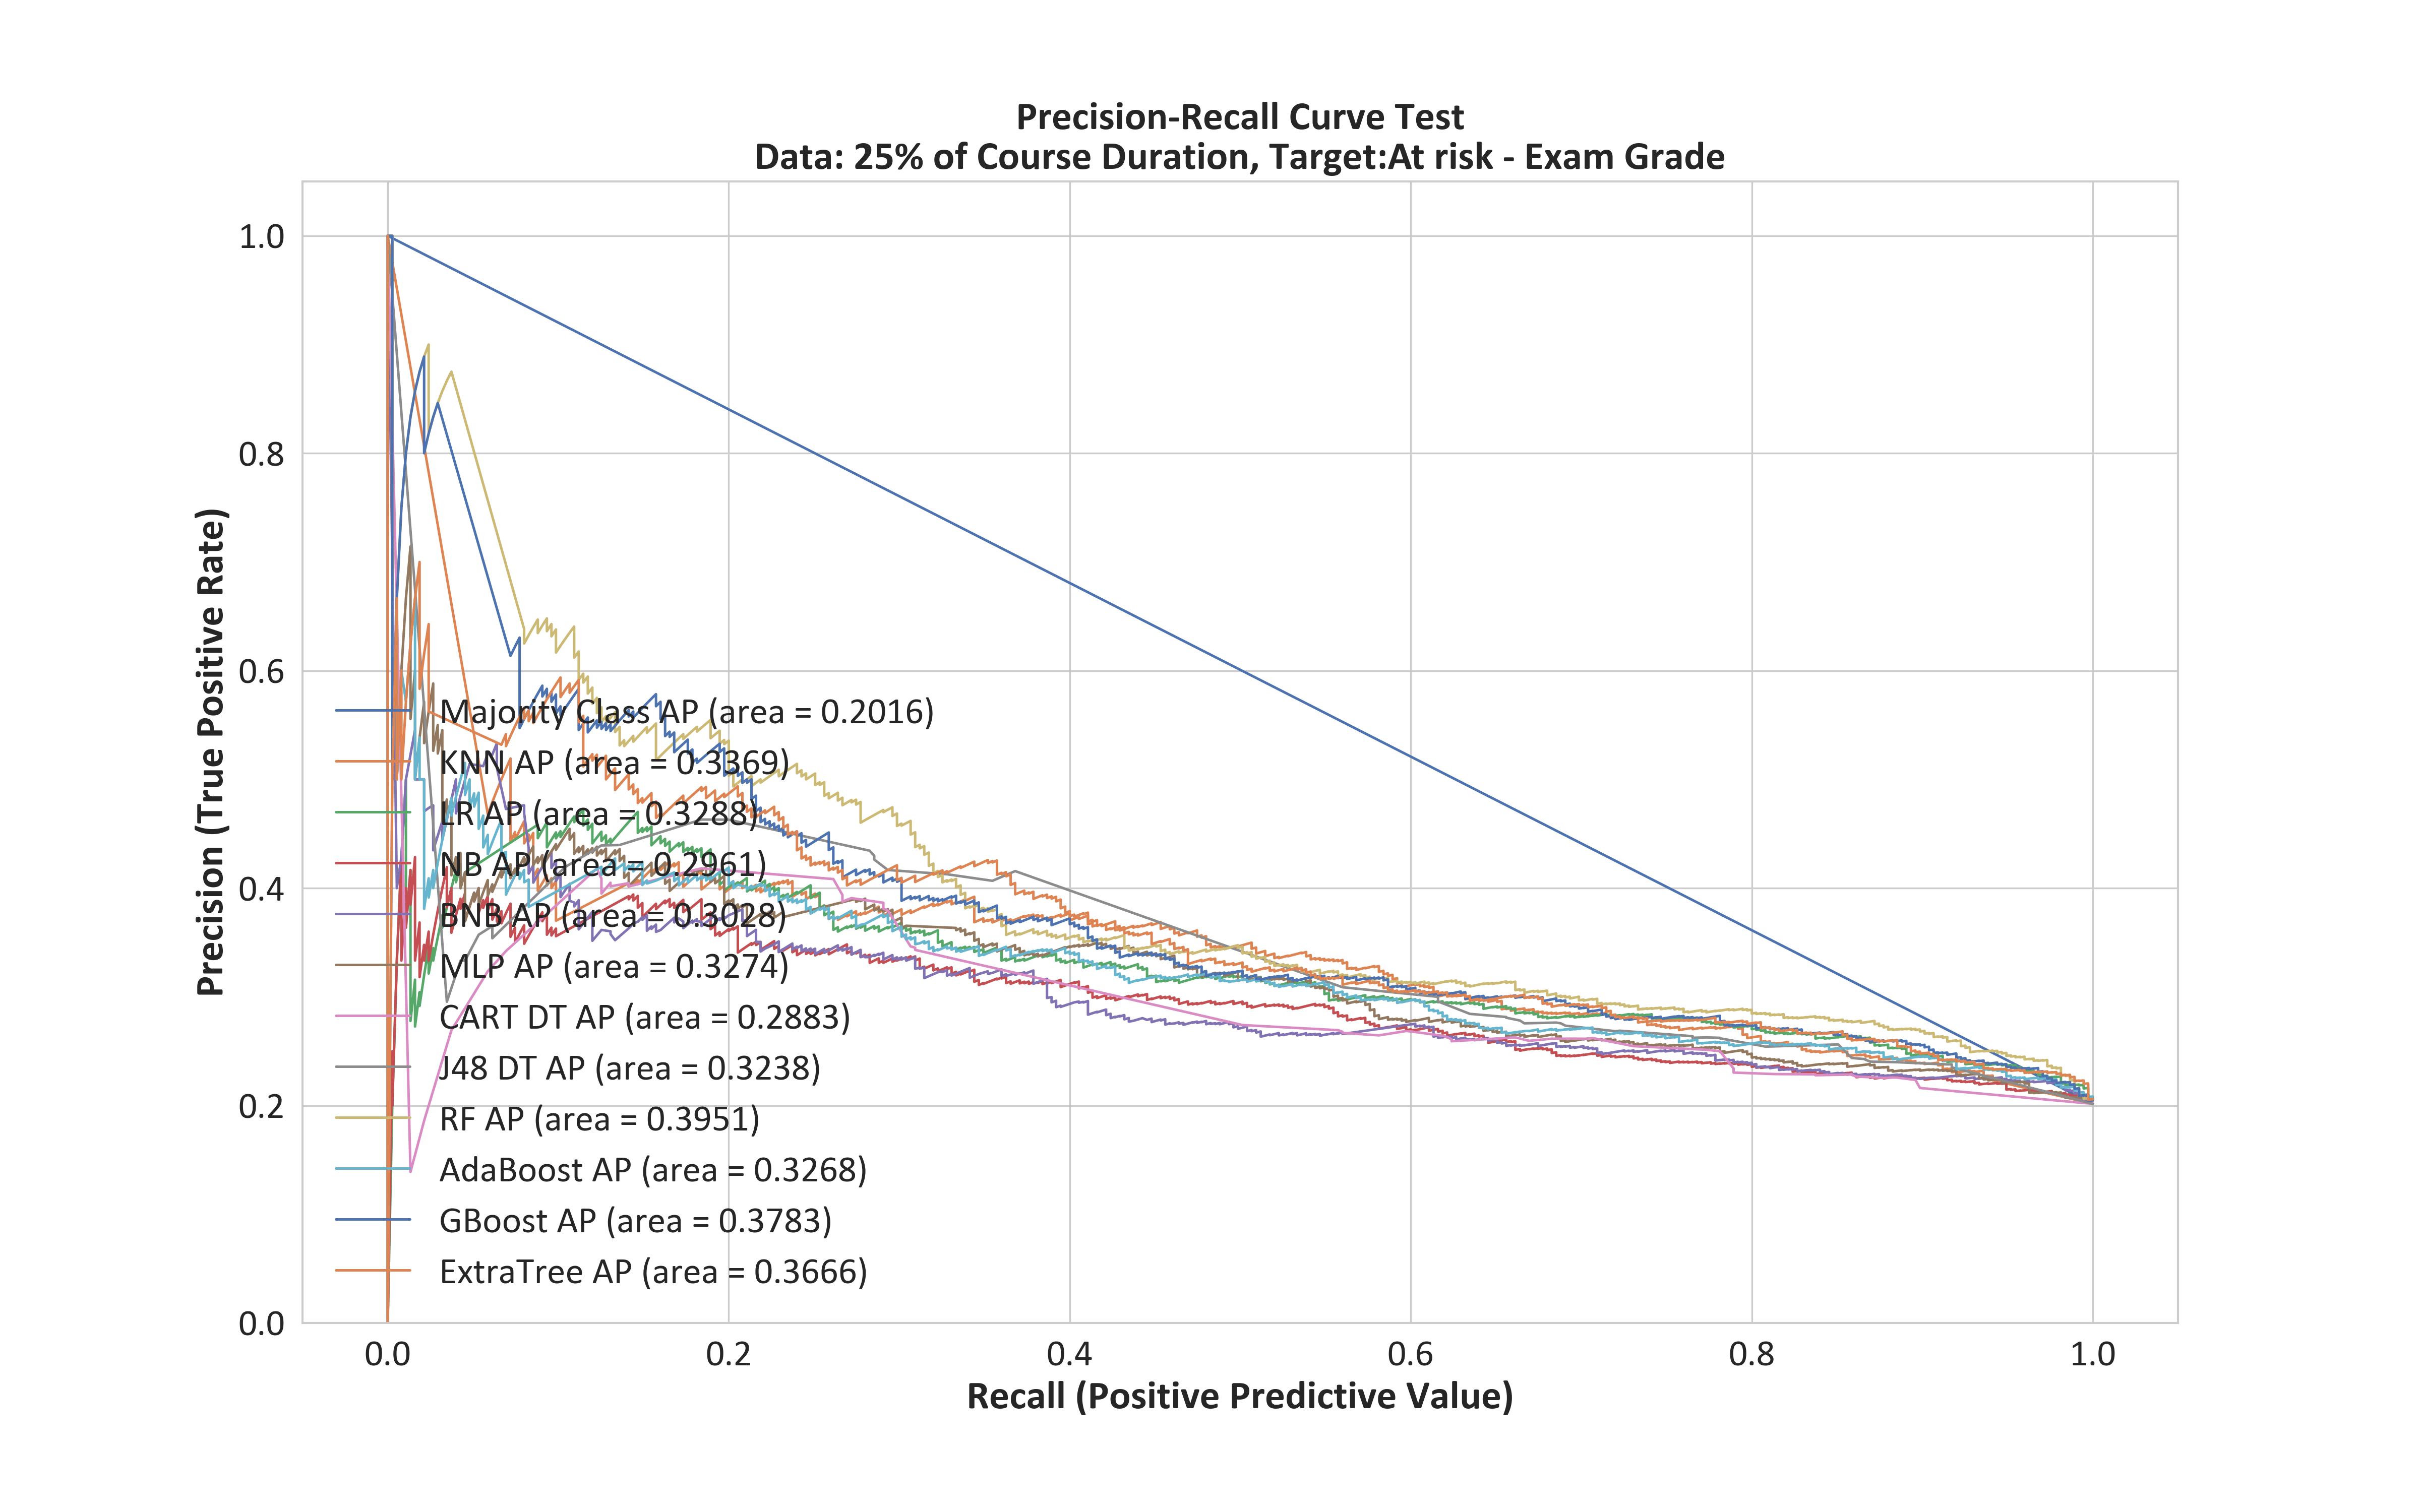 Precision-Recall Curve Test
Data: 25% of Course Duration, Target:At risk - Exam Grade
Precision (True Positive Rate)
1.0
0.8
0.6
0.4
0.2
0.0
Majority Class AP (area = 0.2016)
KNN AP (area = 0.3369)
LR AP (area = 0.3288)
NB AP (area = 0.2961)
BNB AP (area = 0.3028)
MLP AP (area = 0.3274)
CART DT AP (area = 0.2883)
J48 DT AP (area = 0.3238)
RF AP (area = 0.3951)
AdaBoost AP (area = 0.3268)
GBoost AP (area = 0.3783)
ExtraTree AP (area = 0.3666)
0.0 0.2 0.4 0.6 0.8 1.0
Recall (Positive Predictive Value)